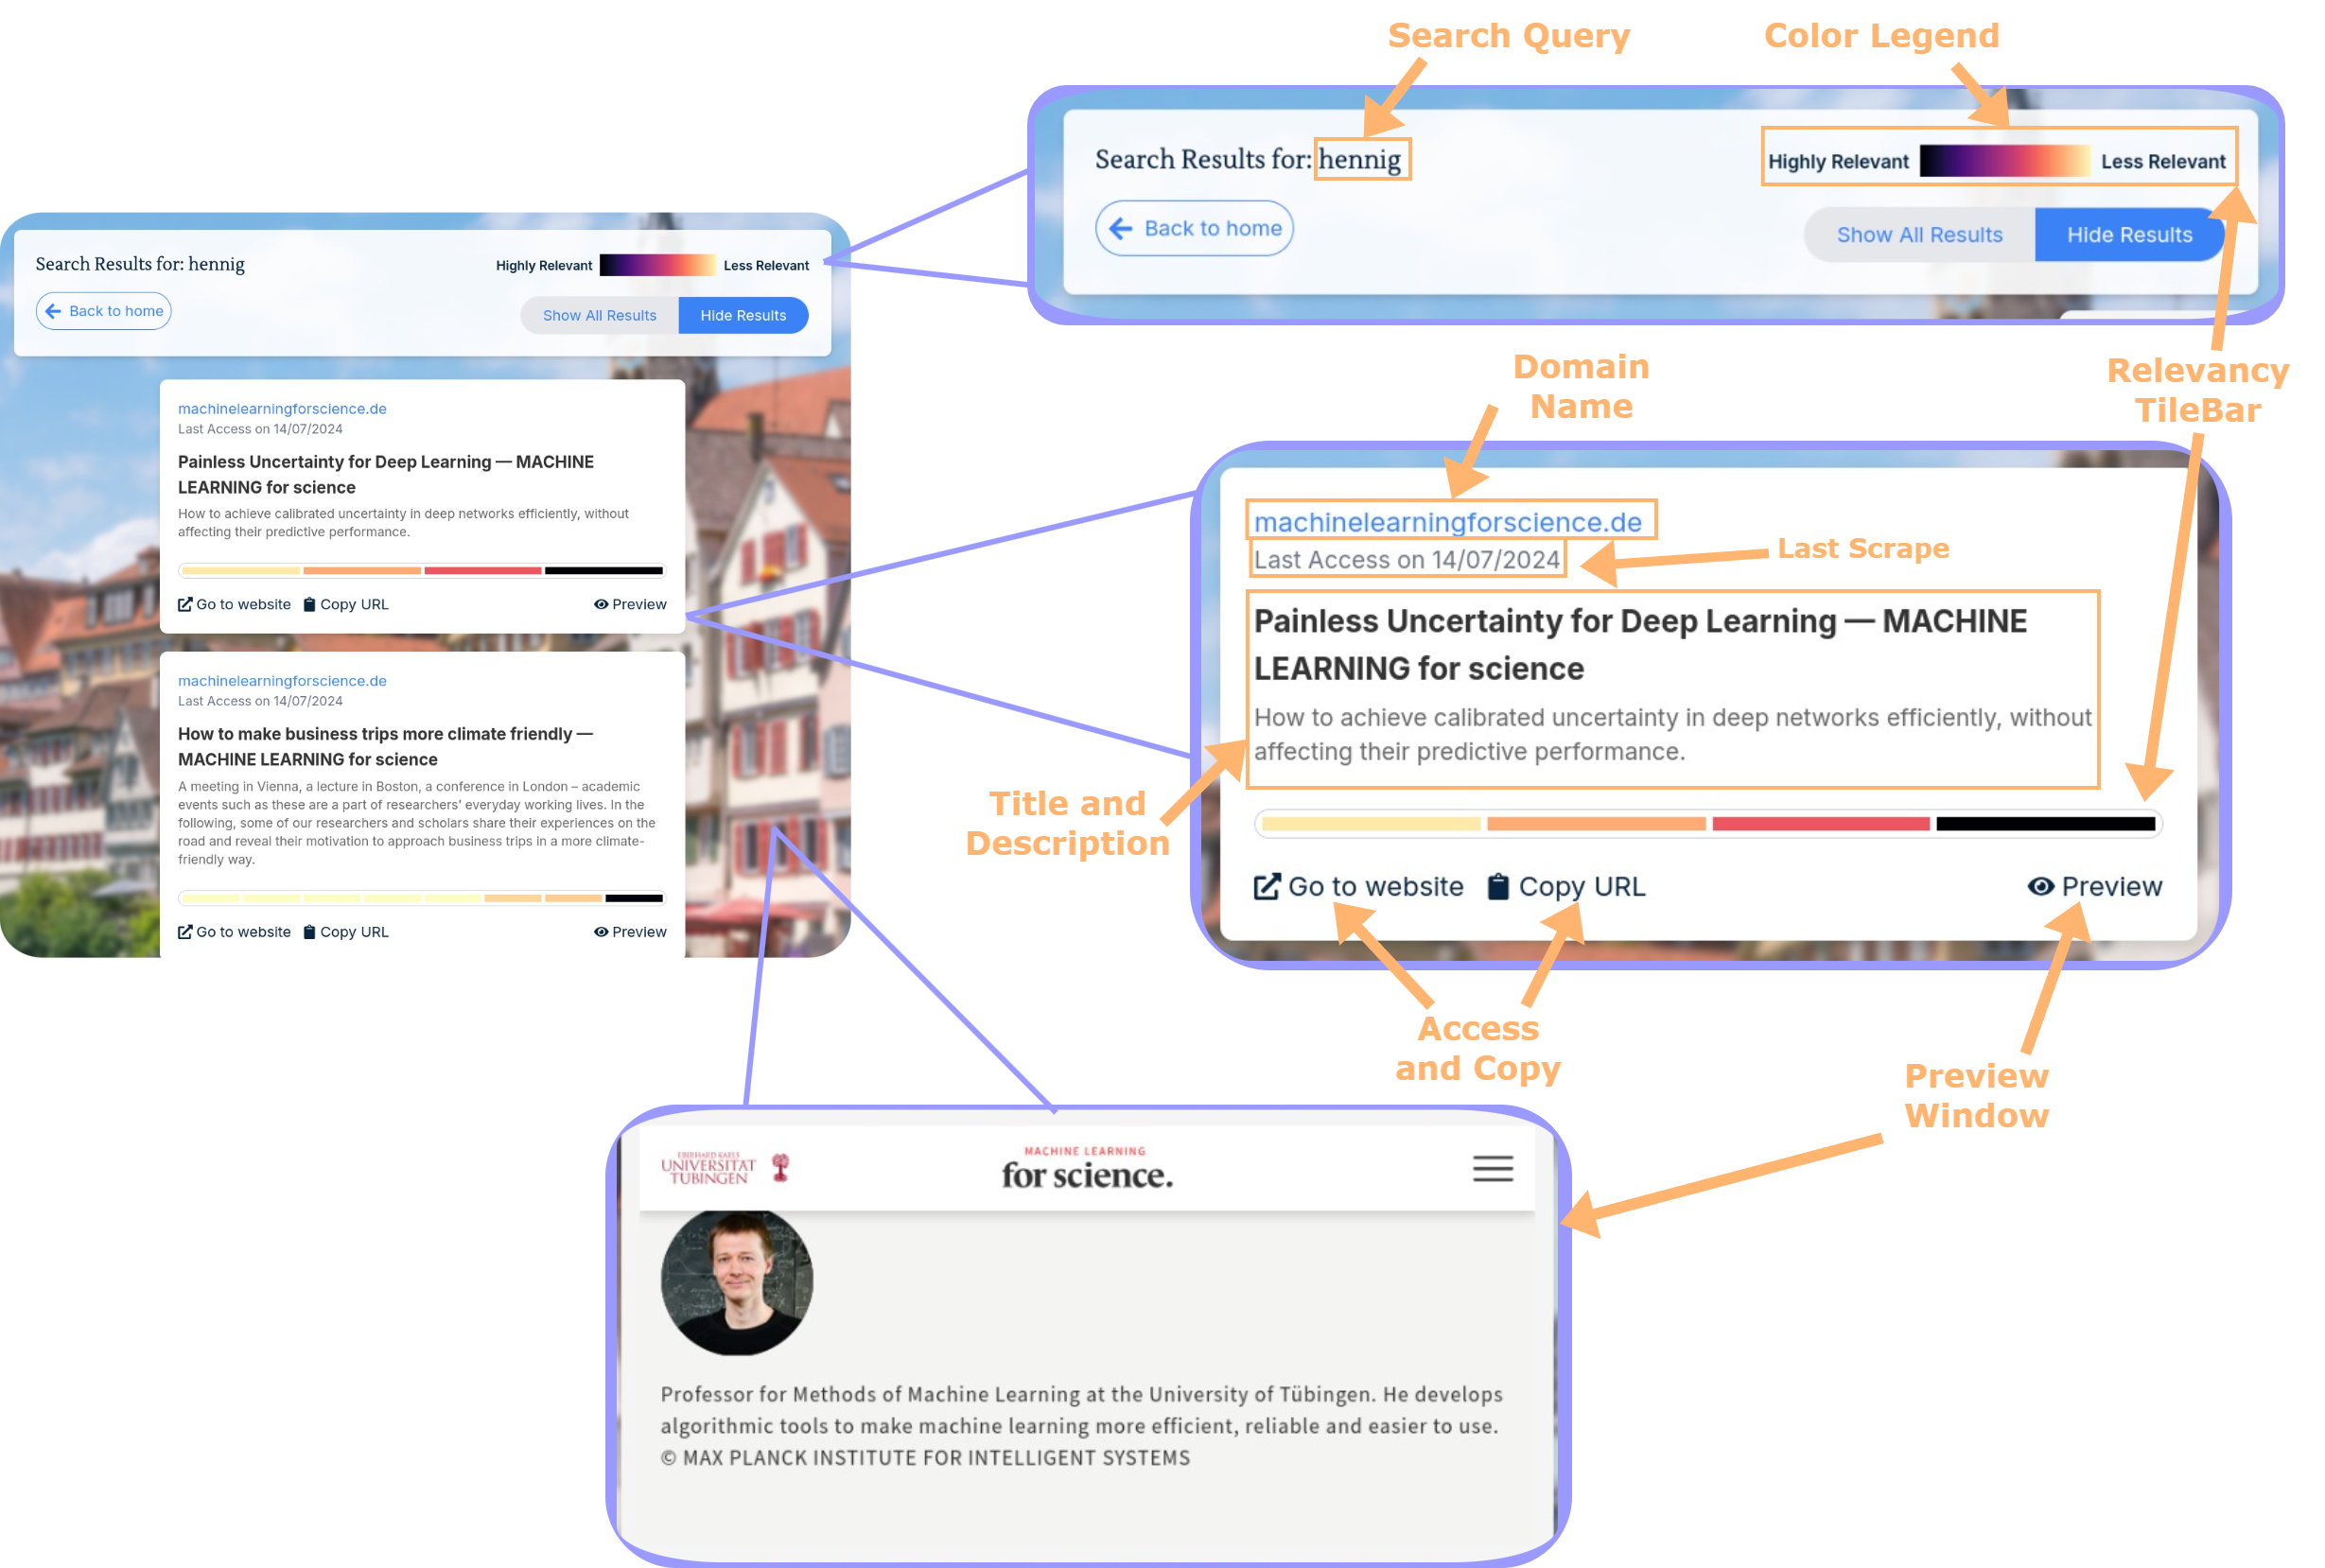 Search Query
Color Legend
Search Results for: hennig
Highly Relevant
Less Relevant
Back to home
Show All Results
Hide Results
Search Results for: hennig
Highly Relevant
Less Relevant
Back to home
Show All Results
Hide Results
machinelearningforscience.de
Last Access on 14/07/2024
Painless Uncertainty for Deep Learning — MACHINE
LEARNING for science
How to achieve calibrated uncertainty in deep networks efficiently, without
affecting their predictive performance.
Go to website
Copy URL
Preview
machinelearningforscience.de
Last Access on 14/07/2024
How to make business trips more climate friendly —
MACHINE LEARNING for science
A meeting in Vienna, a lecture in Boston, a conference in London – academic
events such as these are a part of researchers' everyday working lives. In the
following, some of our researchers and scholars share their experiences on the
road and reveal their motivation to approach business trips in a more climate-
friendly way.
Go to website
Copy URL
Preview
Domain
Name
Relevancy
TileBar
machinelearningforscience.de
Last Access on 14/07/2024
Last Scrape
Painless Uncertainty for Deep Learning — MACHINE
LEARNING for science
How to achieve calibrated uncertainty in deep networks efficiently, without
affecting their predictive performance.
Title and
Description
Go to website
Copy URL
Preview
Access
and Copy
Preview
Window
EBERHARD KARLS
UNIVERSITÄT
TÜBINGEN
MACHINE LEARNING
for science.
Professor for Methods of Machine Learning at the University of Tübingen. He develops
algorithmic tools to make machine learning more efficient, reliable and easier to use.
© MAX PLANCK INSTITUTE FOR INTELLIGENT SYSTEMS